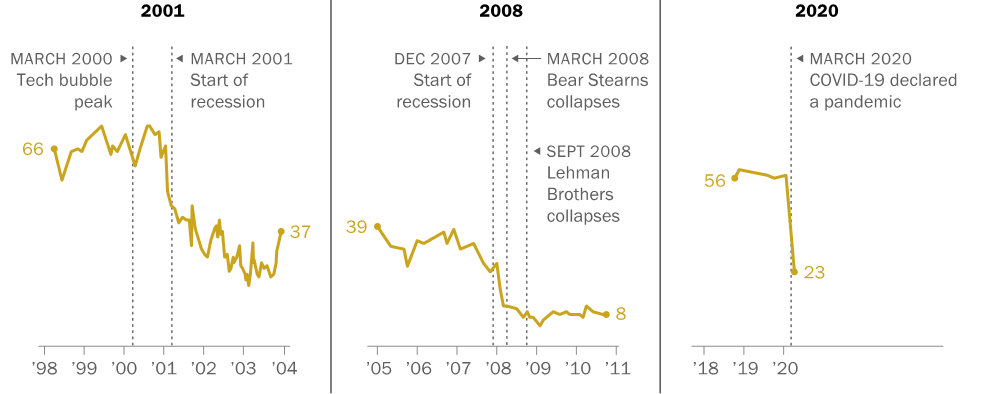 2001
MARCH 2000
Tech bubble
peak
MARCH 2001
Start of
recession
66
37
’98 ’99 ’00 ’01 ’02 ’03 ’04
2008
DEC 2007
Start of
recession
MARCH 2008
Bear Stearns
collapses
SEPT 2008
Lehman
Brothers
collapses
39
8
’05 ’06 ’07 ’08 ’09 ’10 ’11
2020
MARCH 2020
COVID-19 declared
a pandemic
56
23
’18 ’19 ’20